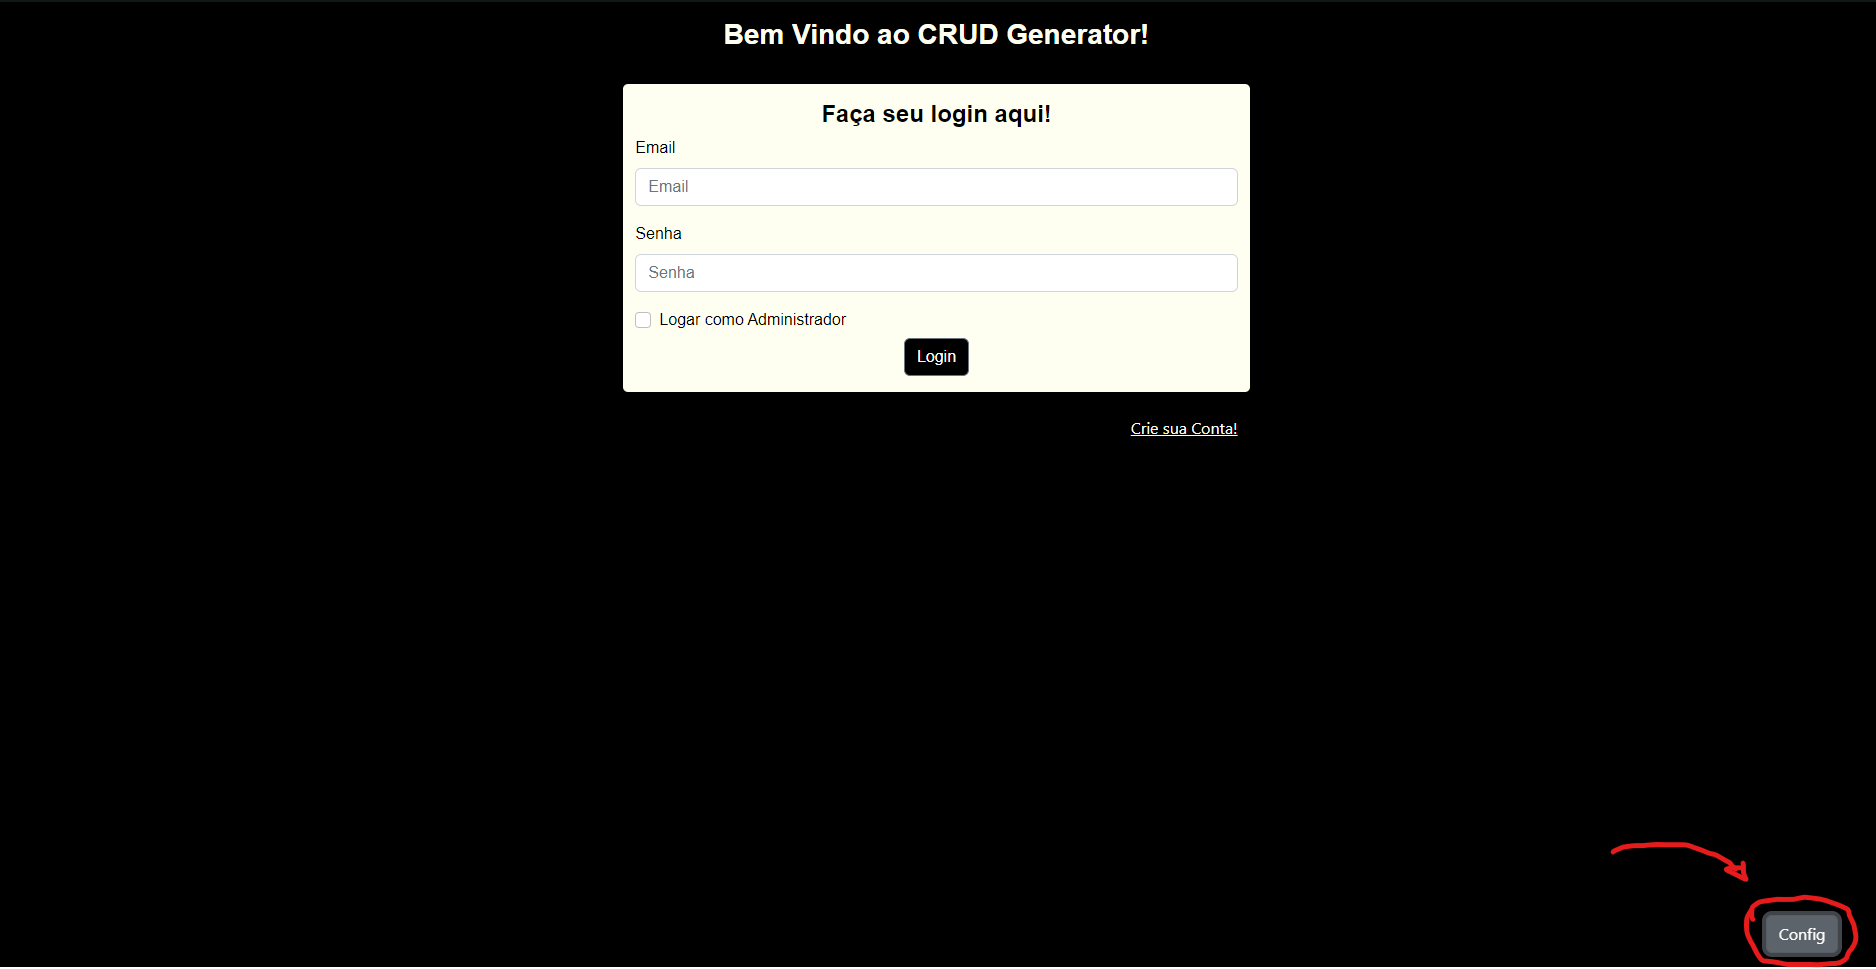 Bem Vindo ao CRUD Generator!
Faça seu login aqui!
Email
Email
Senha
Senha
Logar como Administrador
Login
Crie sua Conta!
Config